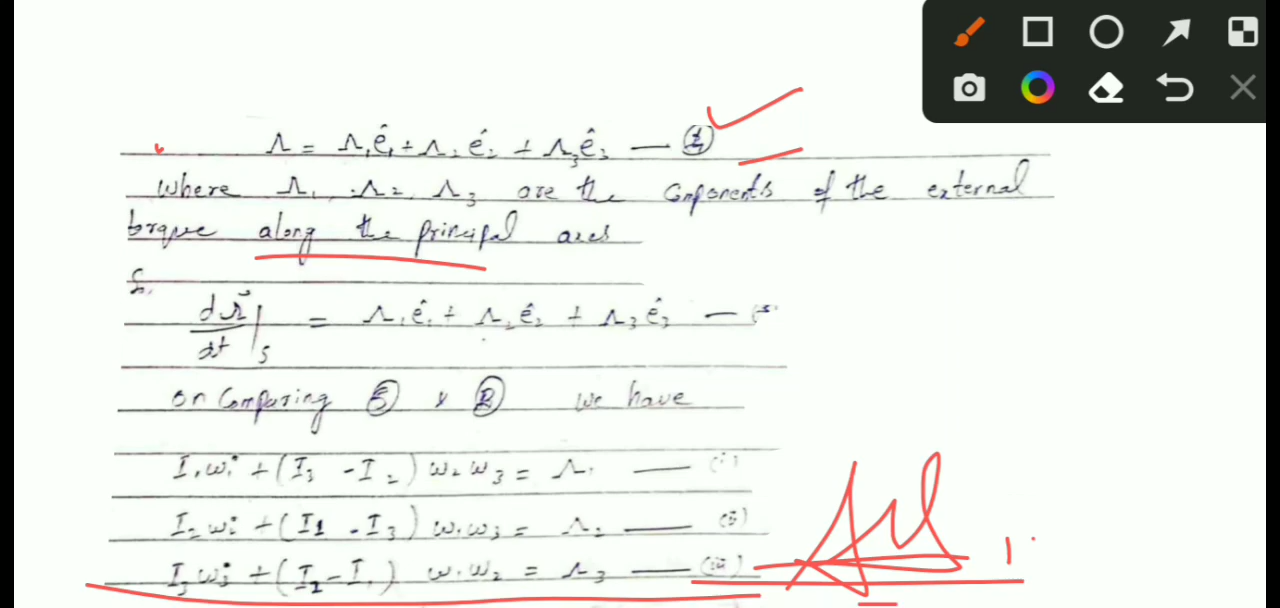 Λ = Λ₁ê₁ + Λ₂ê₂ + Λ₃ê₃ — ④
where Λ₁, Λ₂, Λ₃ are the Components of the external
torque along the principal axes
So,
dΩ⃗/dt|s = Λ₁ê₁ + Λ₂ê₂ + Λ₃ê₃ — (5)
on Comparing ⑤ & ② we have
I₁ω̇₁ + (I₃ - I₂) ω₂ω₃ = Λ₁ — (i)
I₂ω̇₂ + (I1 - I₃) ω₁ω₃ = Λ₂ — (ii)
I₃ω̇₃ + (I₂ - I₁) ω₁ω₂ = Λ₃ — (iii)